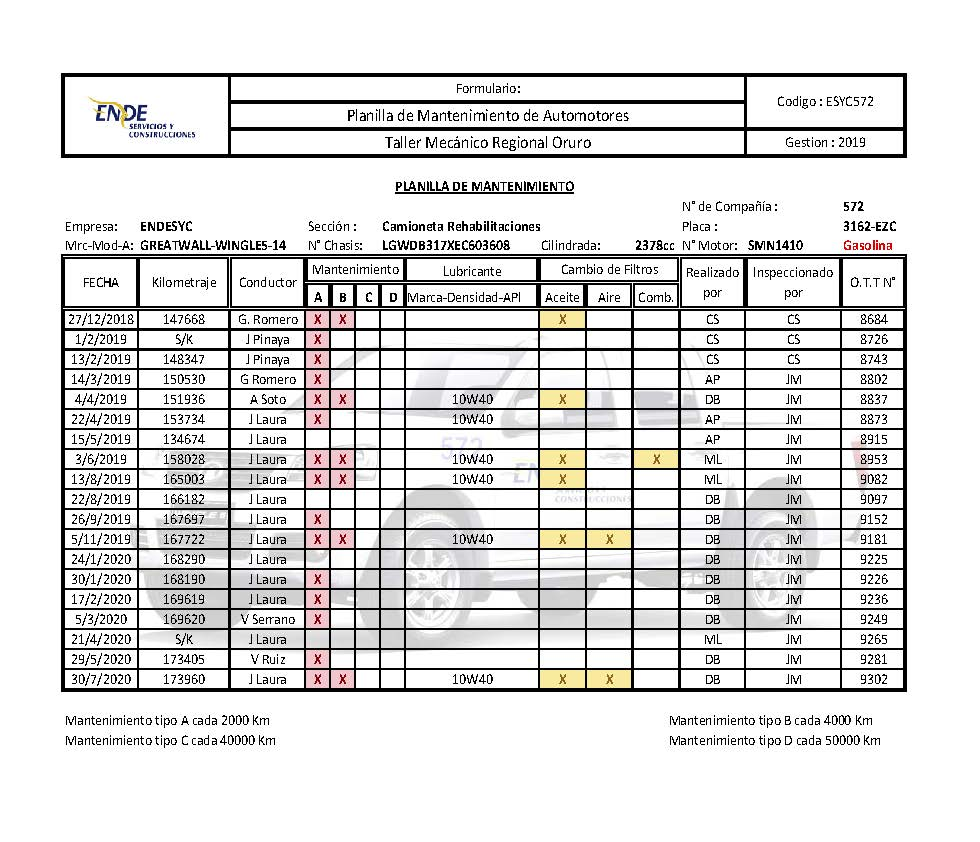 ENDE
SERVICIOS Y
CONSTRUCCIONES
Formulario:
Planilla de Mantenimiento de Automotores
Taller Mecánico Regional Oruro
Codigo : ESYC572
Gestion : 2019
PLANILLA DE MANTENIMIENTO
N° de Compañía : 572
Empresa: ENDESYC Sección : Camioneta Rehabilitaciones Placa : 3162-EZC
Mrc-Mod-A: GREATWALL-WINGLE5-14 N° Chasis: LGWDB317XEC603608 Cilindrada: 2378cc N° Motor: SMN1410 Gasolina
FECHA Kilometraje Conductor Mantenimiento Lubricante Cambio de Filtros Realizado por Inspeccionado por O.T.T N°
A B C D Marca-Densidad-API Aceite Aire Comb.
27/12/2018 147668 G. Romero X X X CS CS 8684
1/2/2019 S/K J Pinaya X CS CS 8726
13/2/2019 148347 J Pinaya X CS CS 8743
14/3/2019 150530 G Romero X AP JM 8802
4/4/2019 151936 A Soto X X 10W40 X DB JM 8837
22/4/2019 153734 J Laura X 10W40 AP JM 8873
15/5/2019 134674 J Laura AP JM 8915
3/6/2019 158028 J Laura X X 10W40 X X ML JM 8953
13/8/2019 165003 J Laura X X 10W40 X ML JM 9082
22/8/2019 166182 J Laura DB JM 9097
26/9/2019 167697 J Laura X DB JM 9152
5/11/2019 167722 J Laura X X 10W40 X X DB JM 9181
24/1/2020 168290 J Laura DB JM 9225
30/1/2020 168190 J Laura X DB JM 9226
17/2/2020 169619 J Laura X DB JM 9236
5/3/2020 169620 V Serrano X DB JM 9249
21/4/2020 S/K J Laura ML JM 9265
29/5/2020 173405 V Ruiz X DB JM 9281
30/7/2020 173960 J Laura X X 10W40 X X DB JM 9302
572
CONSTRUCCIONES
Mantenimiento tipo A cada 2000 Km Mantenimiento tipo B cada 4000 Km
Mantenimiento tipo C cada 40000 Km Mantenimiento tipo D cada 50000 Km